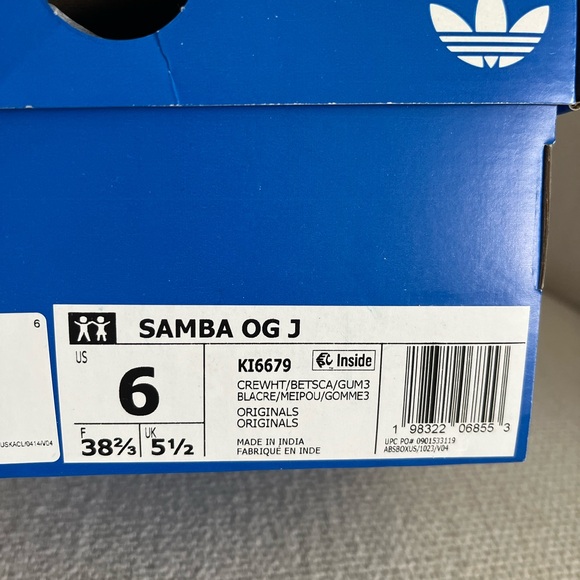 6
SAMBA OG J
US
6
F
38⅔
UK
5½
KI6679
Inside
CREWHT/BETSCA/GUM3
BLACRE/MEIPOU/GOMME3
ORIGINALS
ORIGINALS
MADE IN INDIA
FABRIQUÉ EN INDE
1 98322 06855 3
UPC PO# 0901533119
ABSBOXUS/1023/V04